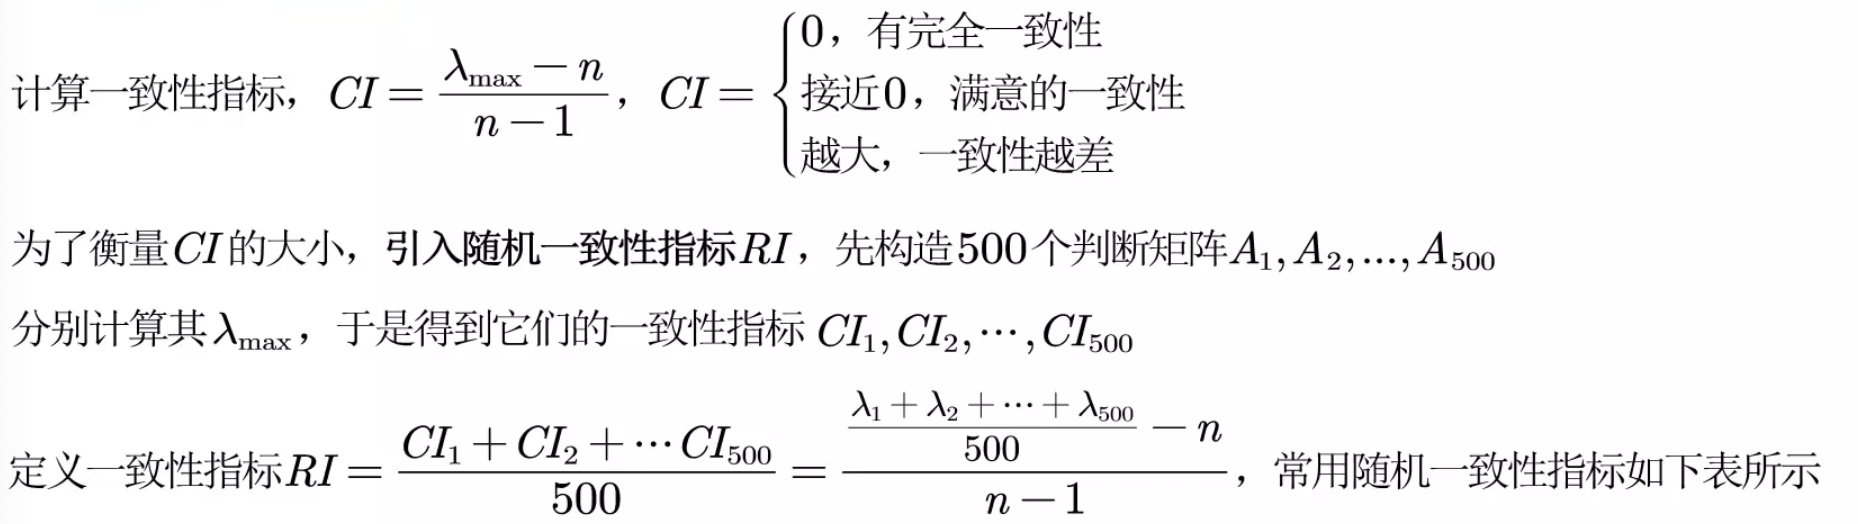 计算一致性指标，$CI = \frac{\lambda_{\max} - n}{n - 1}$，$CI = \begin{cases} 0，有完全一致性 \\ 接近0，满意的一致性 \\ 越大，一致性越差 \end{cases}$
为了衡量$CI$的大小，引入随机一致性指标$RI$，先构造500个判断矩阵$A_1, A_2, ..., A_{500}$
分别计算其$\lambda_{\max}$，于是得到它们的一致性指标 $CI_1, CI_2, \cdots, CI_{500}$
定义一致性指标$RI = \frac{CI_1 + CI_2 + \cdots CI_{500}}{500} = \frac{\frac{\lambda_1 + \lambda_2 + \cdots + \lambda_{500}}{500} - n}{n - 1}$，常用随机一致性指标如下表所示